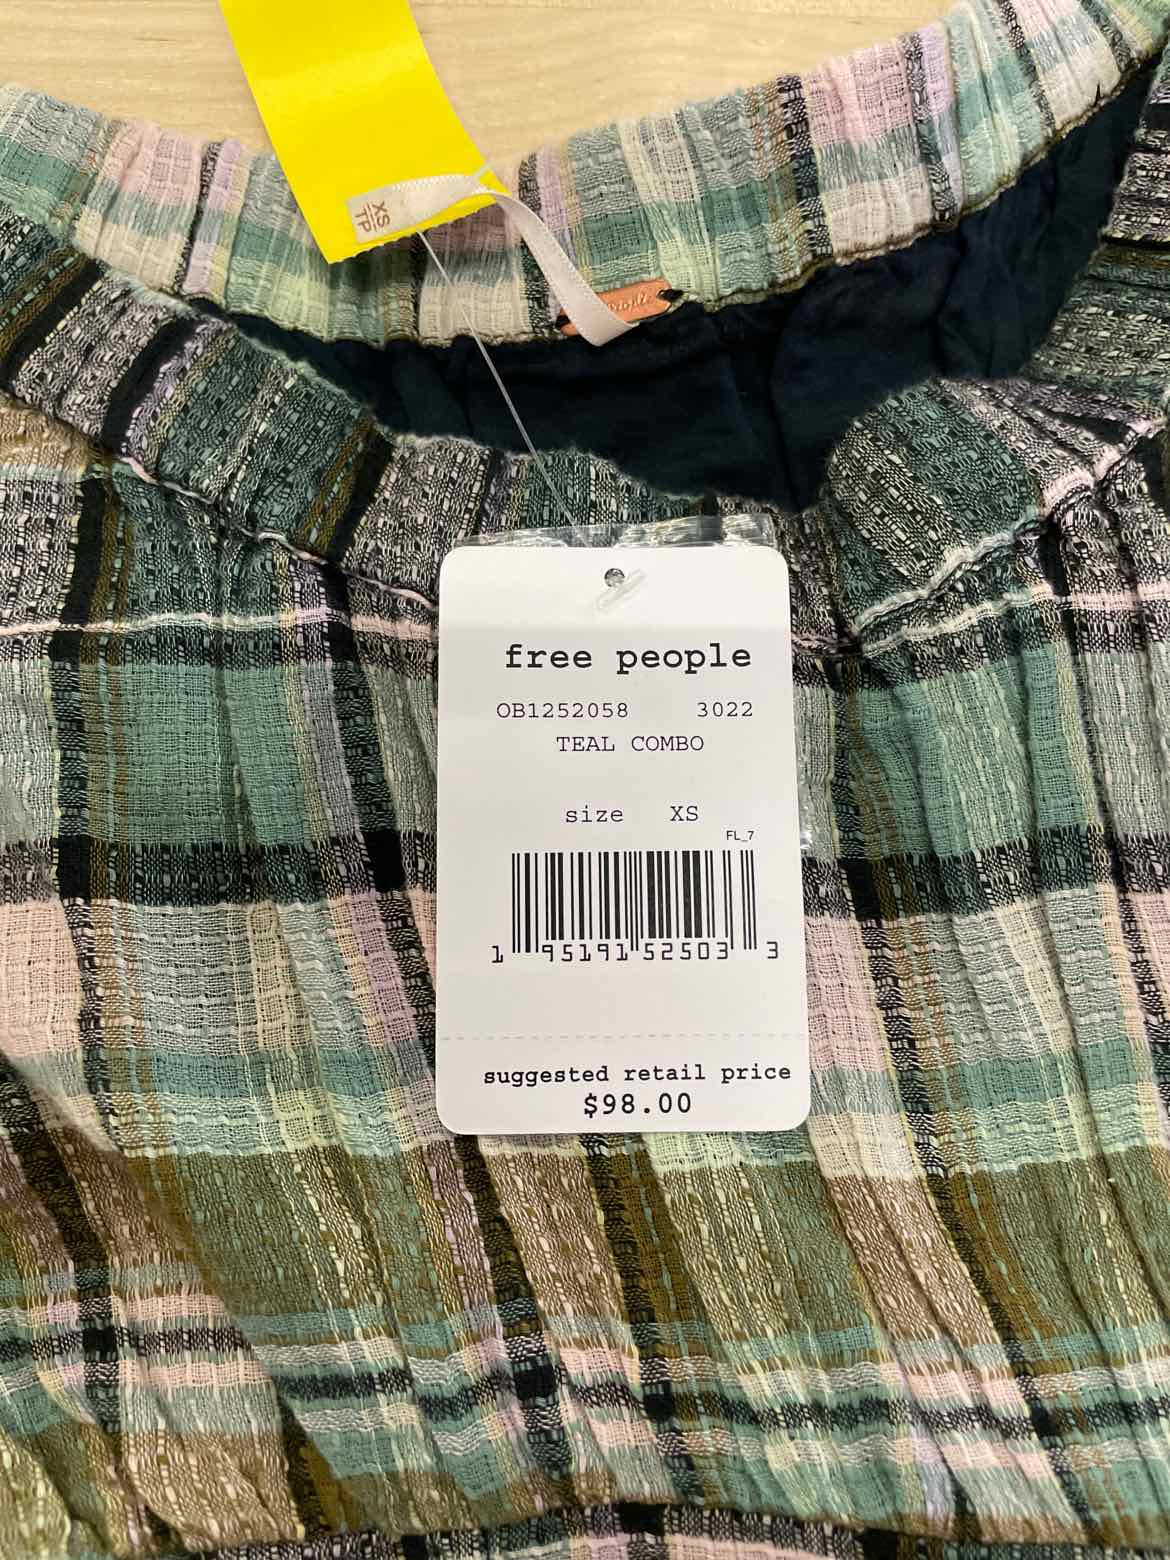 XS
TP
people
free people
OB1252058 3022
TEAL COMBO
size XS
FL_7
1 95191 52503 3
suggested retail price
$98.00